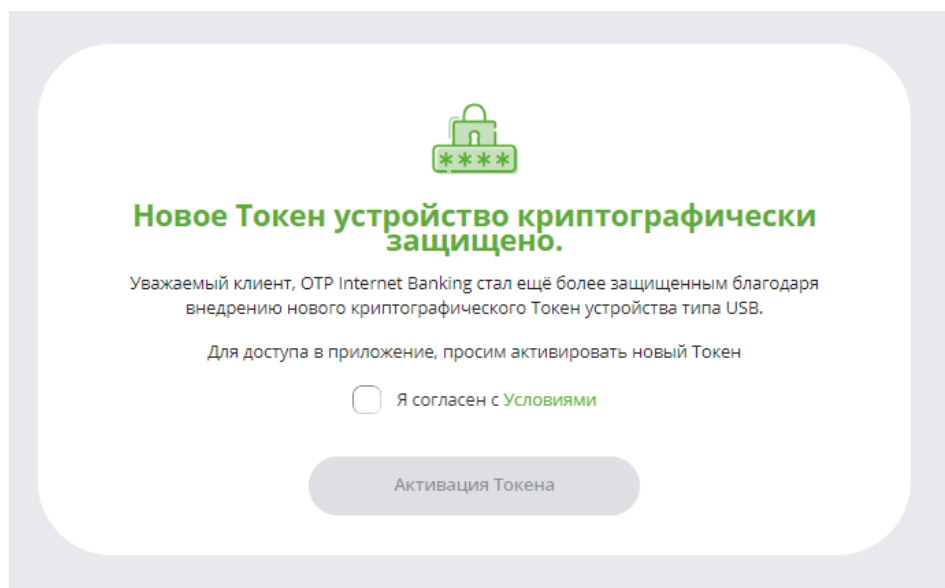 ****
Новое Токен устройство криптографически
защищено.
Уважаемый клиент, OTP Internet Banking стал ещё более защищенным благодаря
внедрению нового криптографического Токен устройства типа USB.
Для доступа в приложение, просим активировать новый Токен
Я согласен с Условиями
Активация Токена